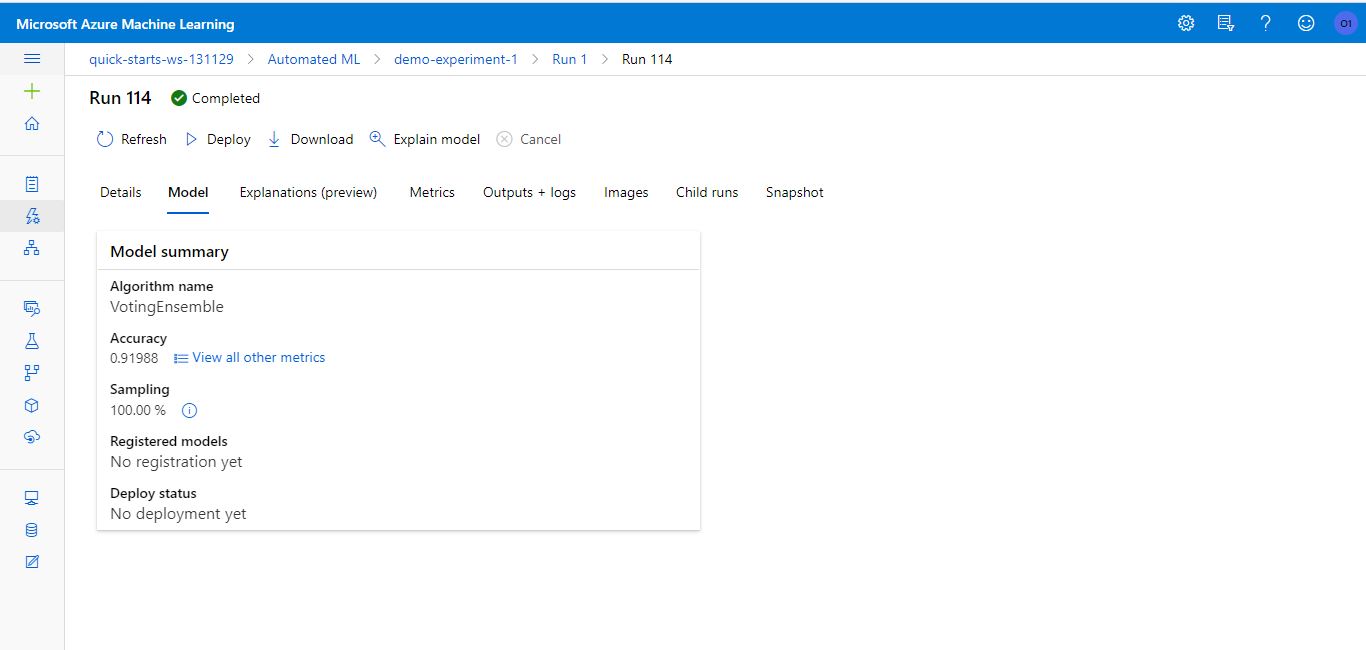 Microsoft Azure Machine Learning
O1
quick-starts-ws-131129 > Automated ML > demo-experiment-1 > Run 1 > Run 114
Run 114 Completed
Refresh Deploy Download Explain model Cancel
Details Model Explanations (preview) Metrics Outputs + logs Images Child runs Snapshot
Model summary
Algorithm name
VotingEnsemble
Accuracy
0.91988 View all other metrics
Sampling
100.00 %
Registered models
No registration yet
Deploy status
No deployment yet